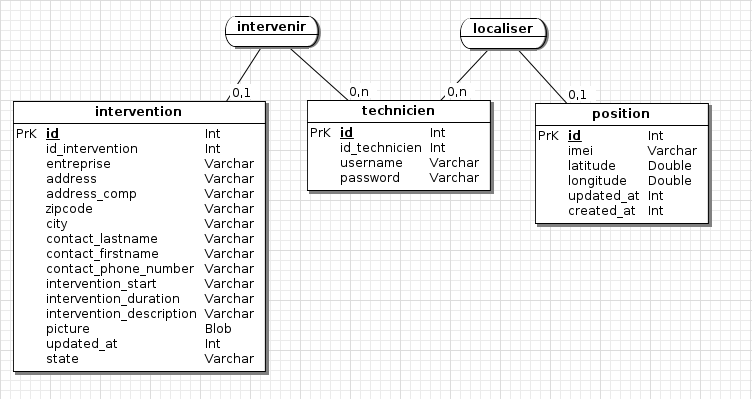 intervenir
localiser
0,1
0,n
0,n
0,1
intervention
PrK id Int
id_intervention Int
entreprise Varchar
address Varchar
address_comp Varchar
zipcode Varchar
city Varchar
contact_lastname Varchar
contact_firstname Varchar
contact_phone_number Varchar
intervention_start Varchar
intervention_duration Varchar
intervention_description Varchar
picture Blob
updated_at Int
state Varchar
technicien
PrK id Int
id_technicien Int
username Varchar
password Varchar
position
PrK id Int
imei Varchar
latitude Double
longitude Double
updated_at Int
created_at Int